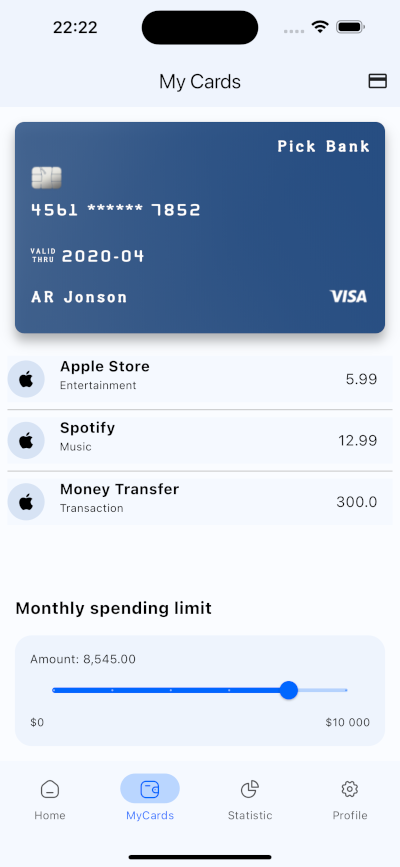 22:22
My Cards
Pick Bank
4561 ****** 7852
VALID
THRU 2020-04
AR Jonson
VISA
Apple Store
Entertainment
5.99
Spotify
Music
12.99
Money Transfer
Transaction
300.0
Monthly spending limit
Amount: 8,545.00
$0
$10 000
Home
MyCards
Statistic
Profile